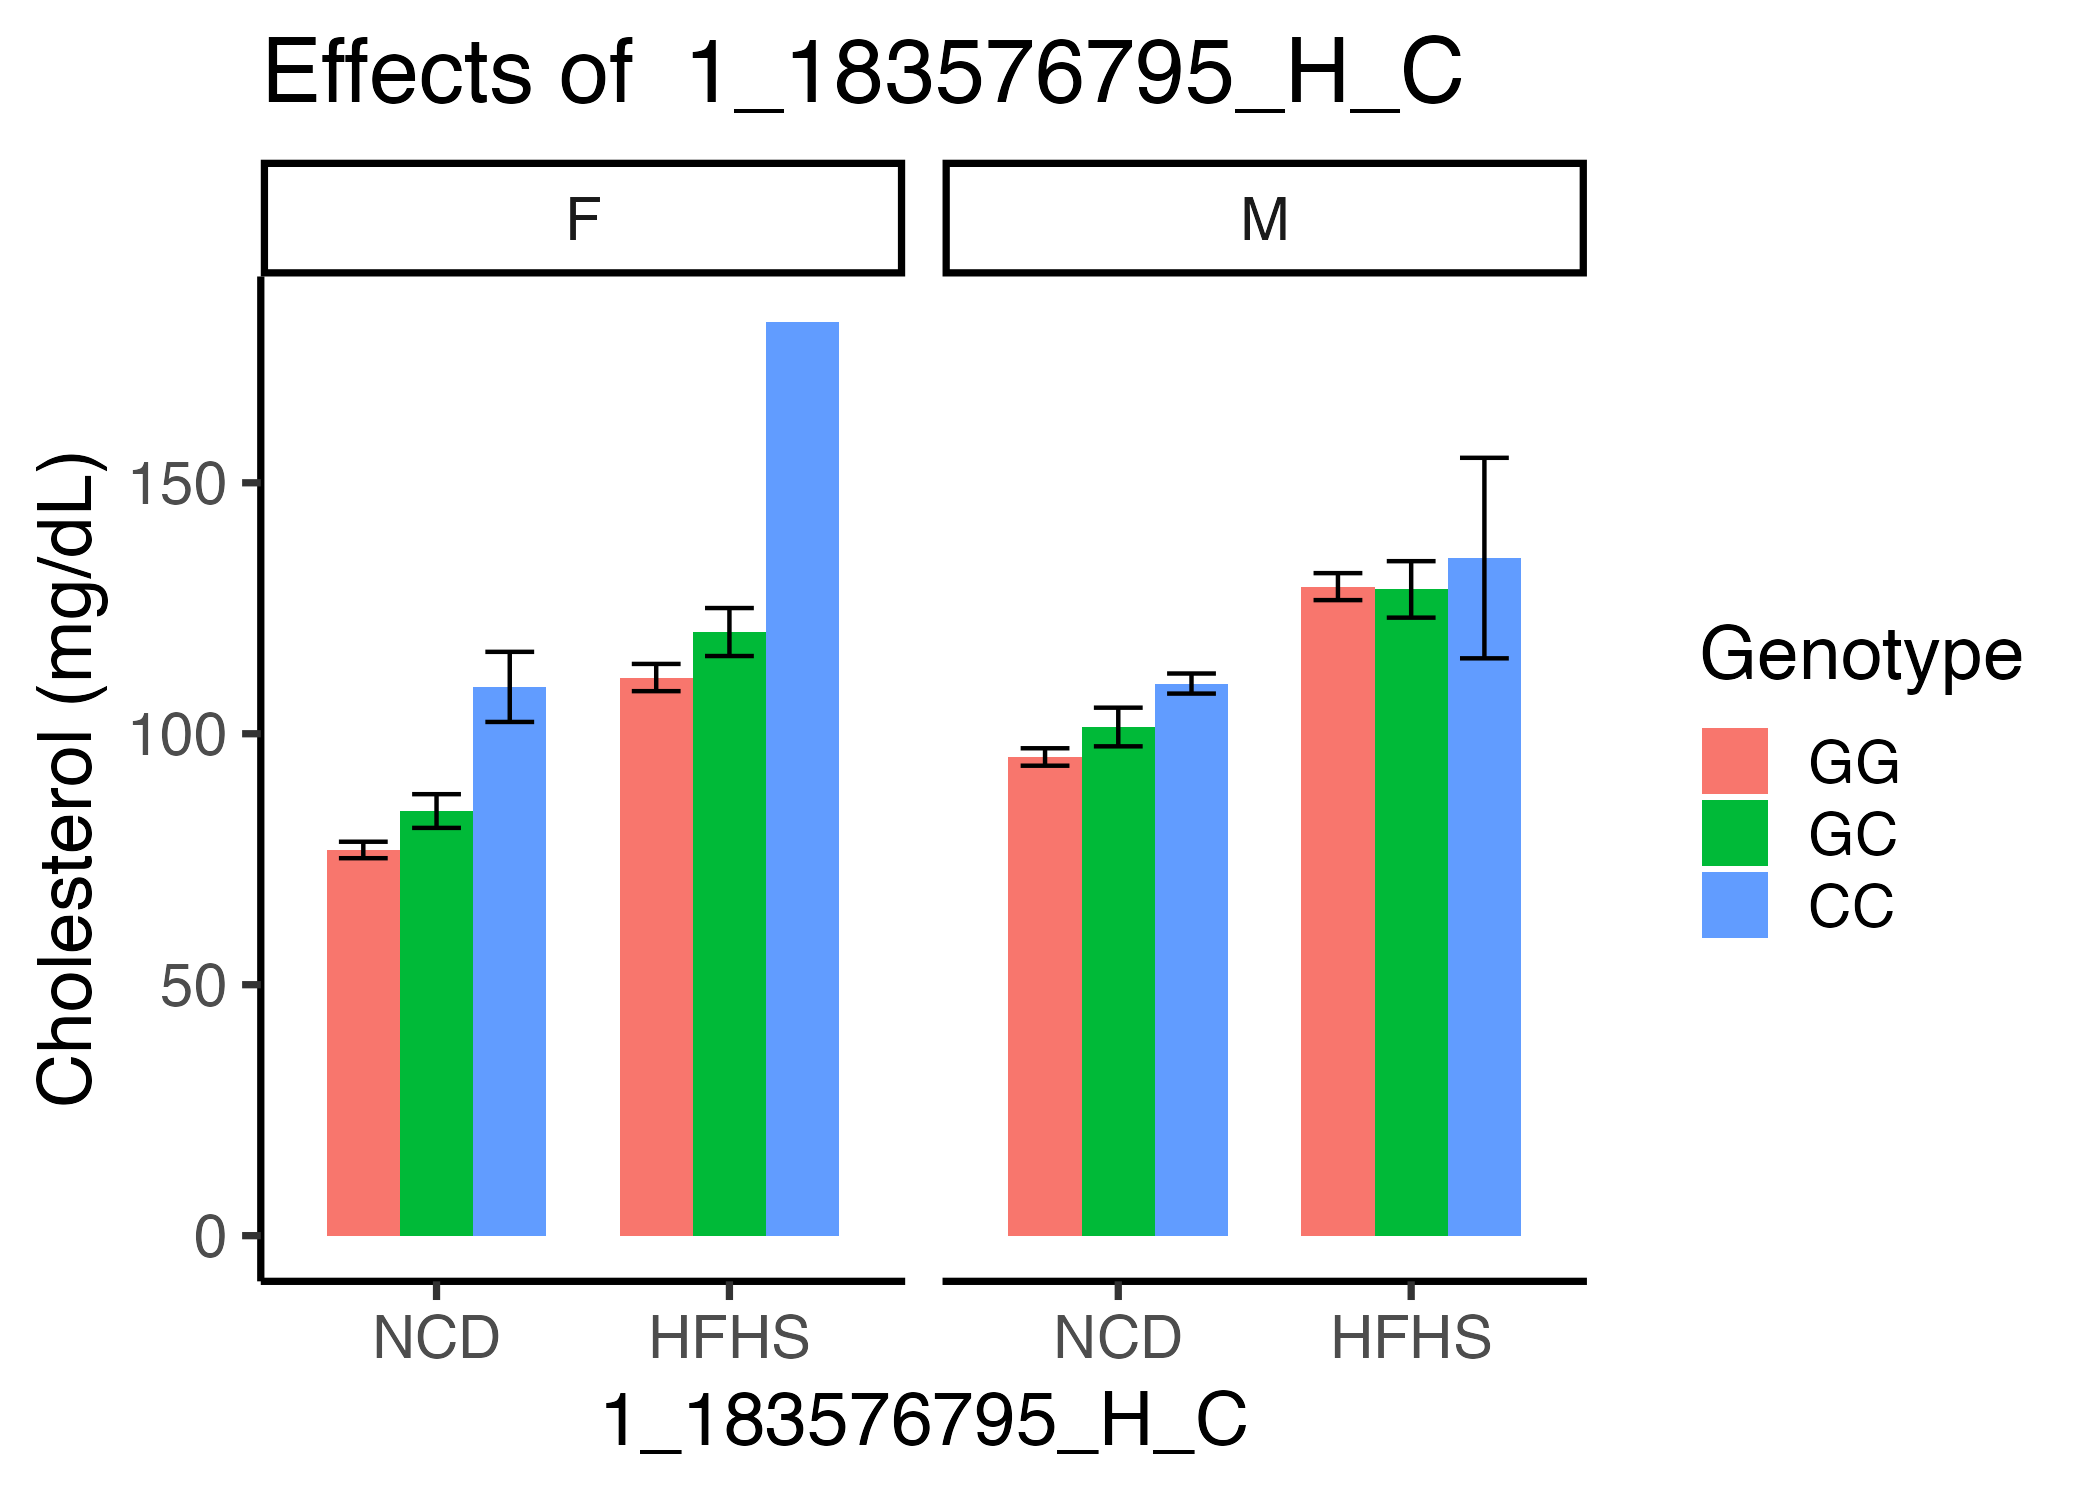 Effects of  1_183576795_H_C
F
M
Cholesterol (mg/dL)
150
100
50
0
NCD
HFHS
NCD
HFHS
1_183576795_H_C
Genotype
GG
GC
CC